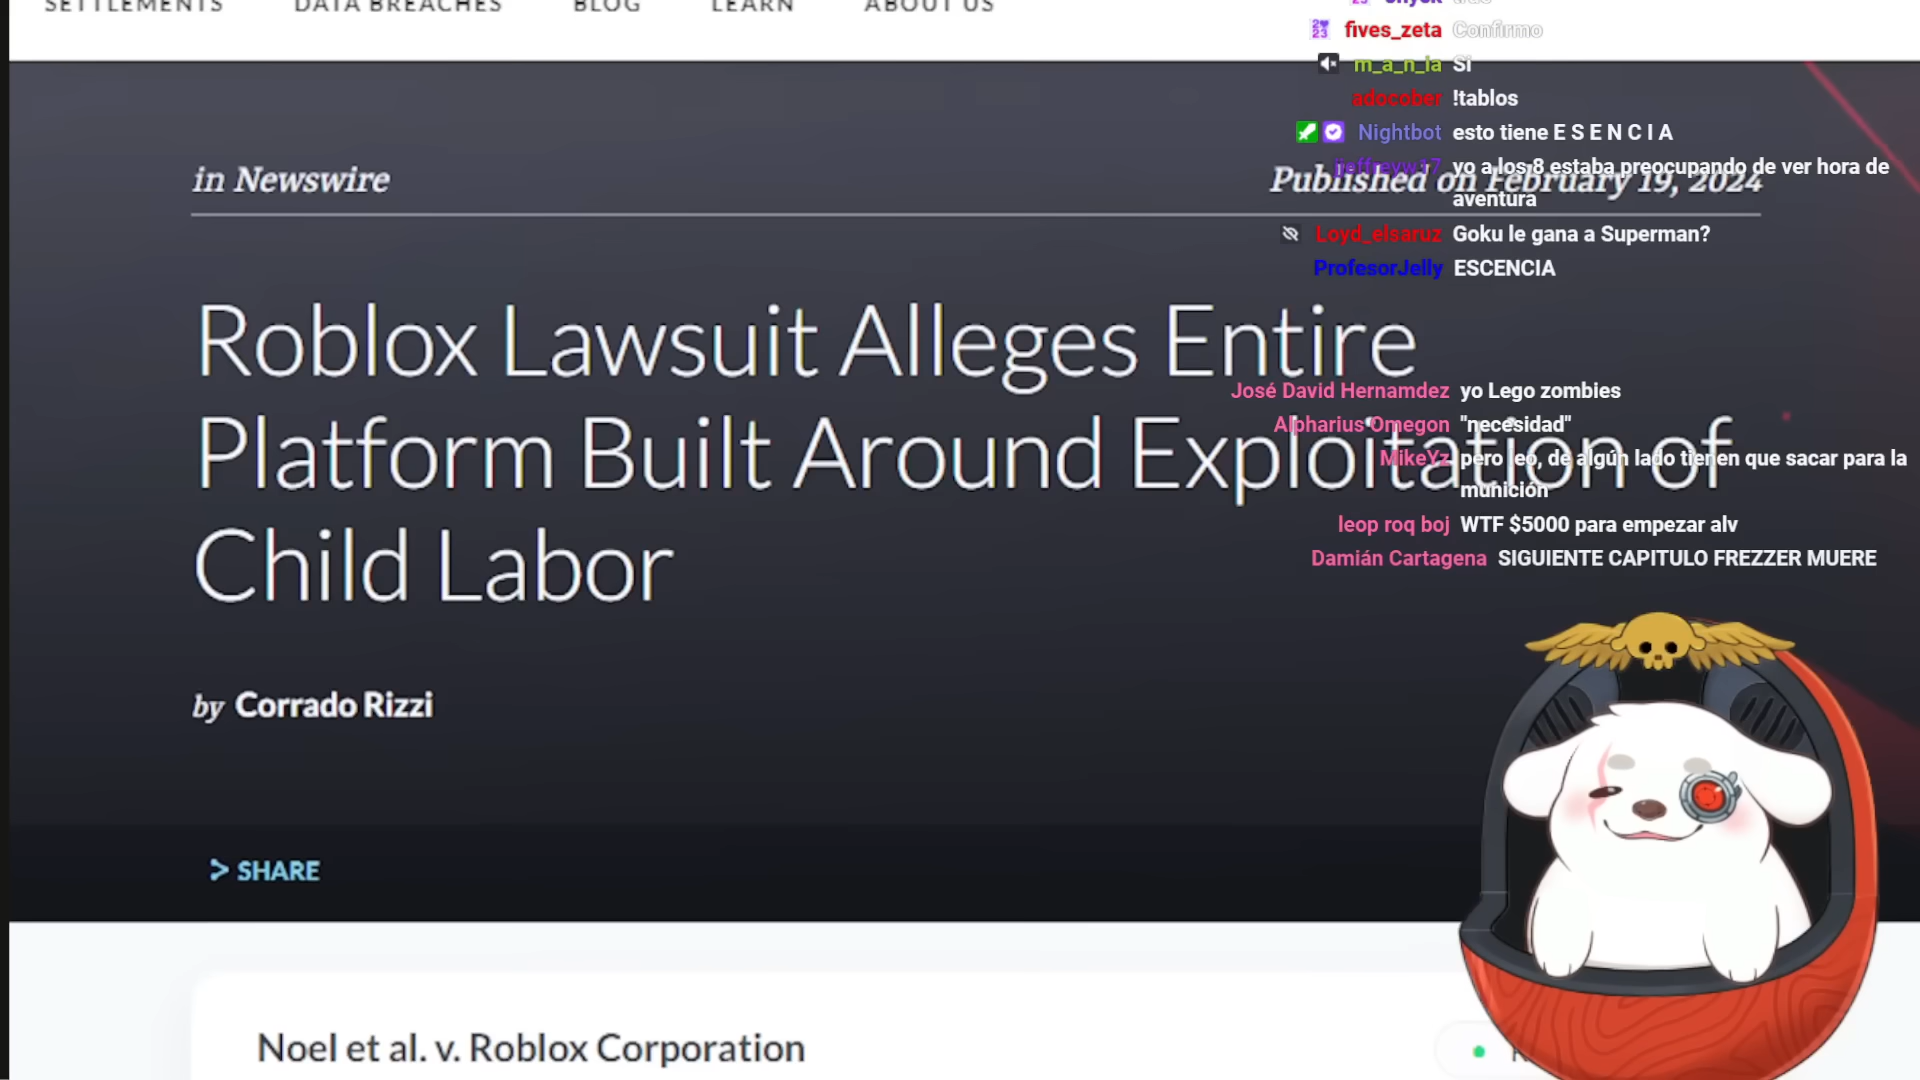 SETTLEMENTS DATA BREACHES BLOG LEARN ABOUT US
fives_zeta Confirmo
m_a_n_la Si
adocober !tablos
Nightbot esto tiene E S E N C I A
jjeffreyw17 yo a los 8 estaba preocupando de ver hora de
aventura
Loyd_elsaruz Goku le gana a Superman?
ProfesorJelly ESCENCIA
in Newswire
Published on February 19, 2024
Roblox Lawsuit Alleges Entire
Platform Built Around Exploitation of
Child Labor
José David Hernamdez yo Lego zombies
Alpharius Omegon "necesidad"
MikeYz pero leo, de algún lado tienen que sacar para la
munición
leop roq boj WTF $5000 para empezar alv
Damián Cartagena SIGUIENTE CAPITULO FREZZER MUERE
by Corrado Rizzi
SHARE
Noel et al. v. Roblox Corporation